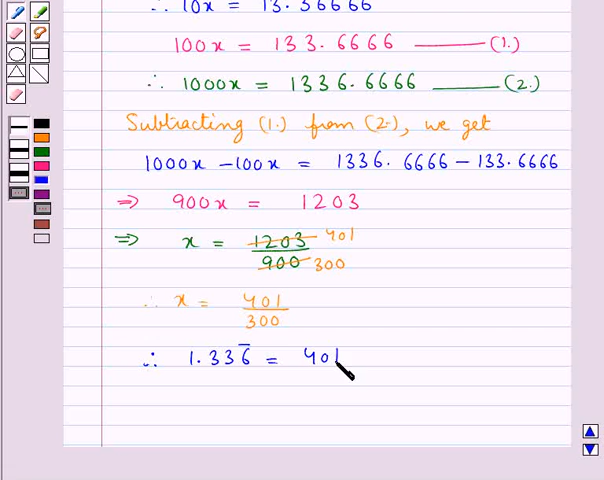 ∴ 10x = 13.36666
100x = 133.6666 ——— (1.)
∴ 1000x = 1336.6666 ——— (2.)
Subtracting (1.) from (2.), we get
1000x - 100x = 1336.6666 - 133.6666
⇒ 900x = 1203
⇒ x = 1203/900 401/300
∴ x = 401/300
∴ 1.336̅ = 401